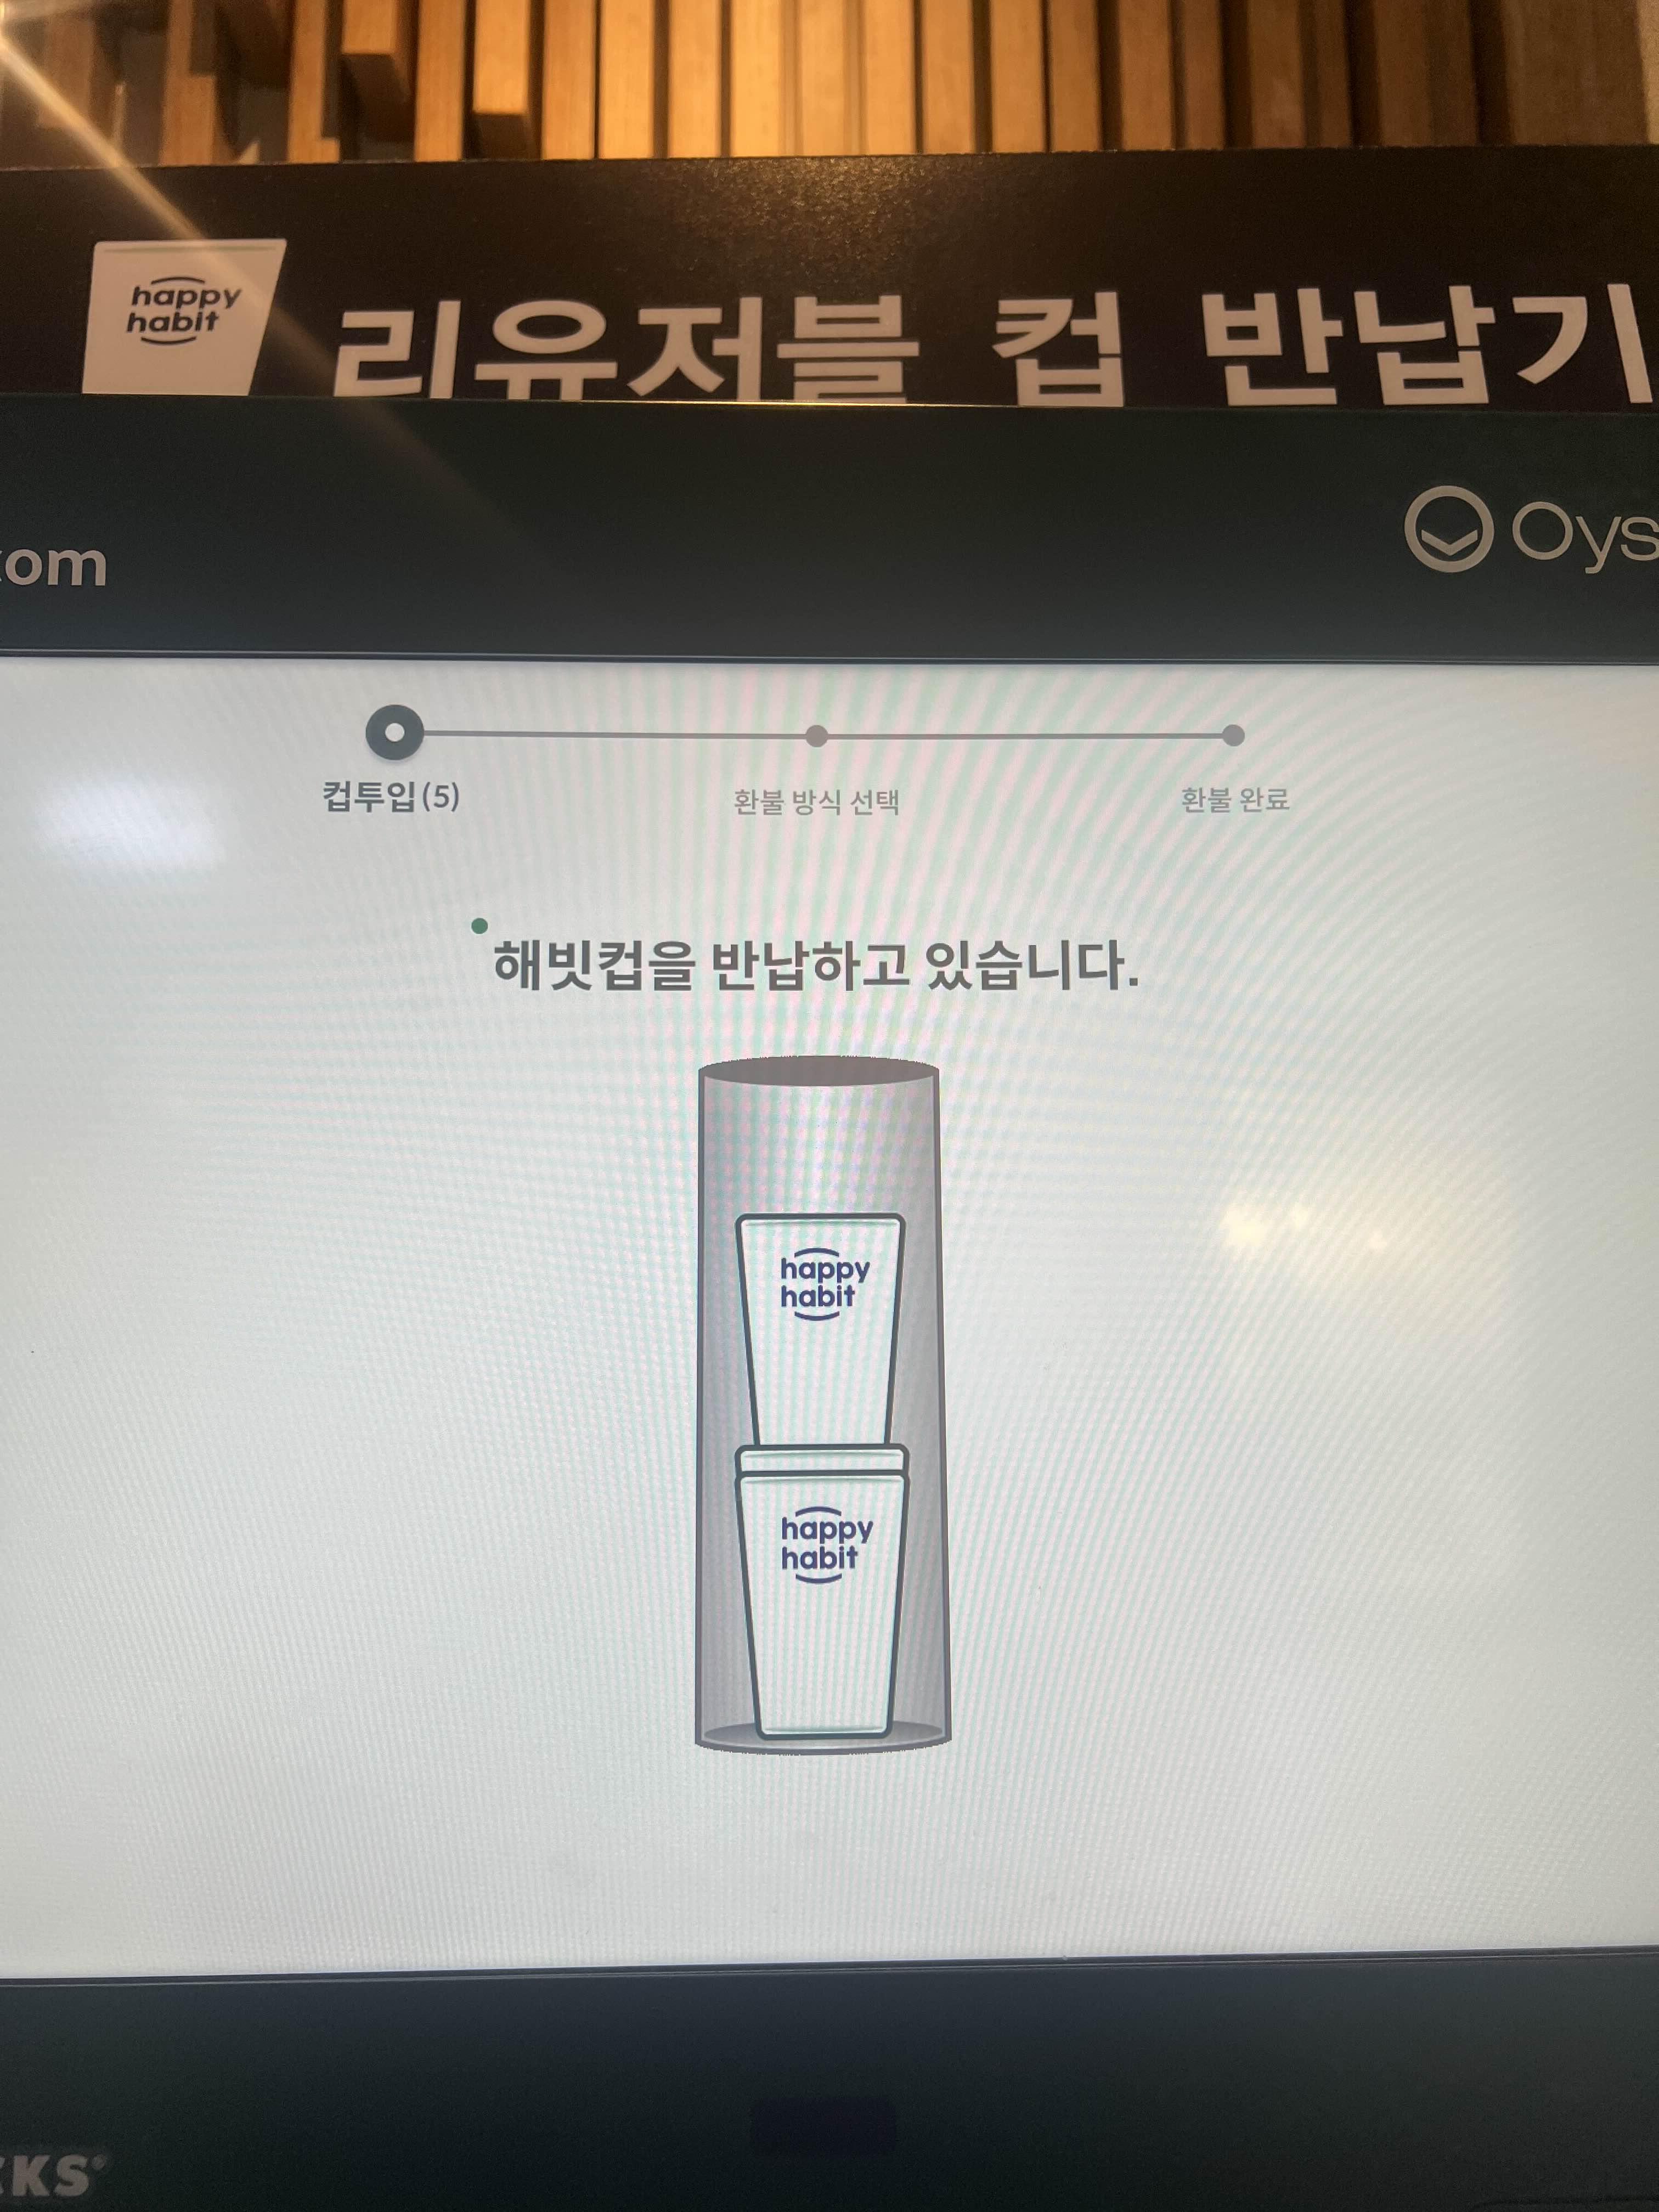 happy
habit
리유저블 컵 반납기
com
Oys
컵투입(5)
환불 방식 선택
환불 완료
해빗컵을 반납하고 있습니다.
happy
habit
happy
habit
CKS